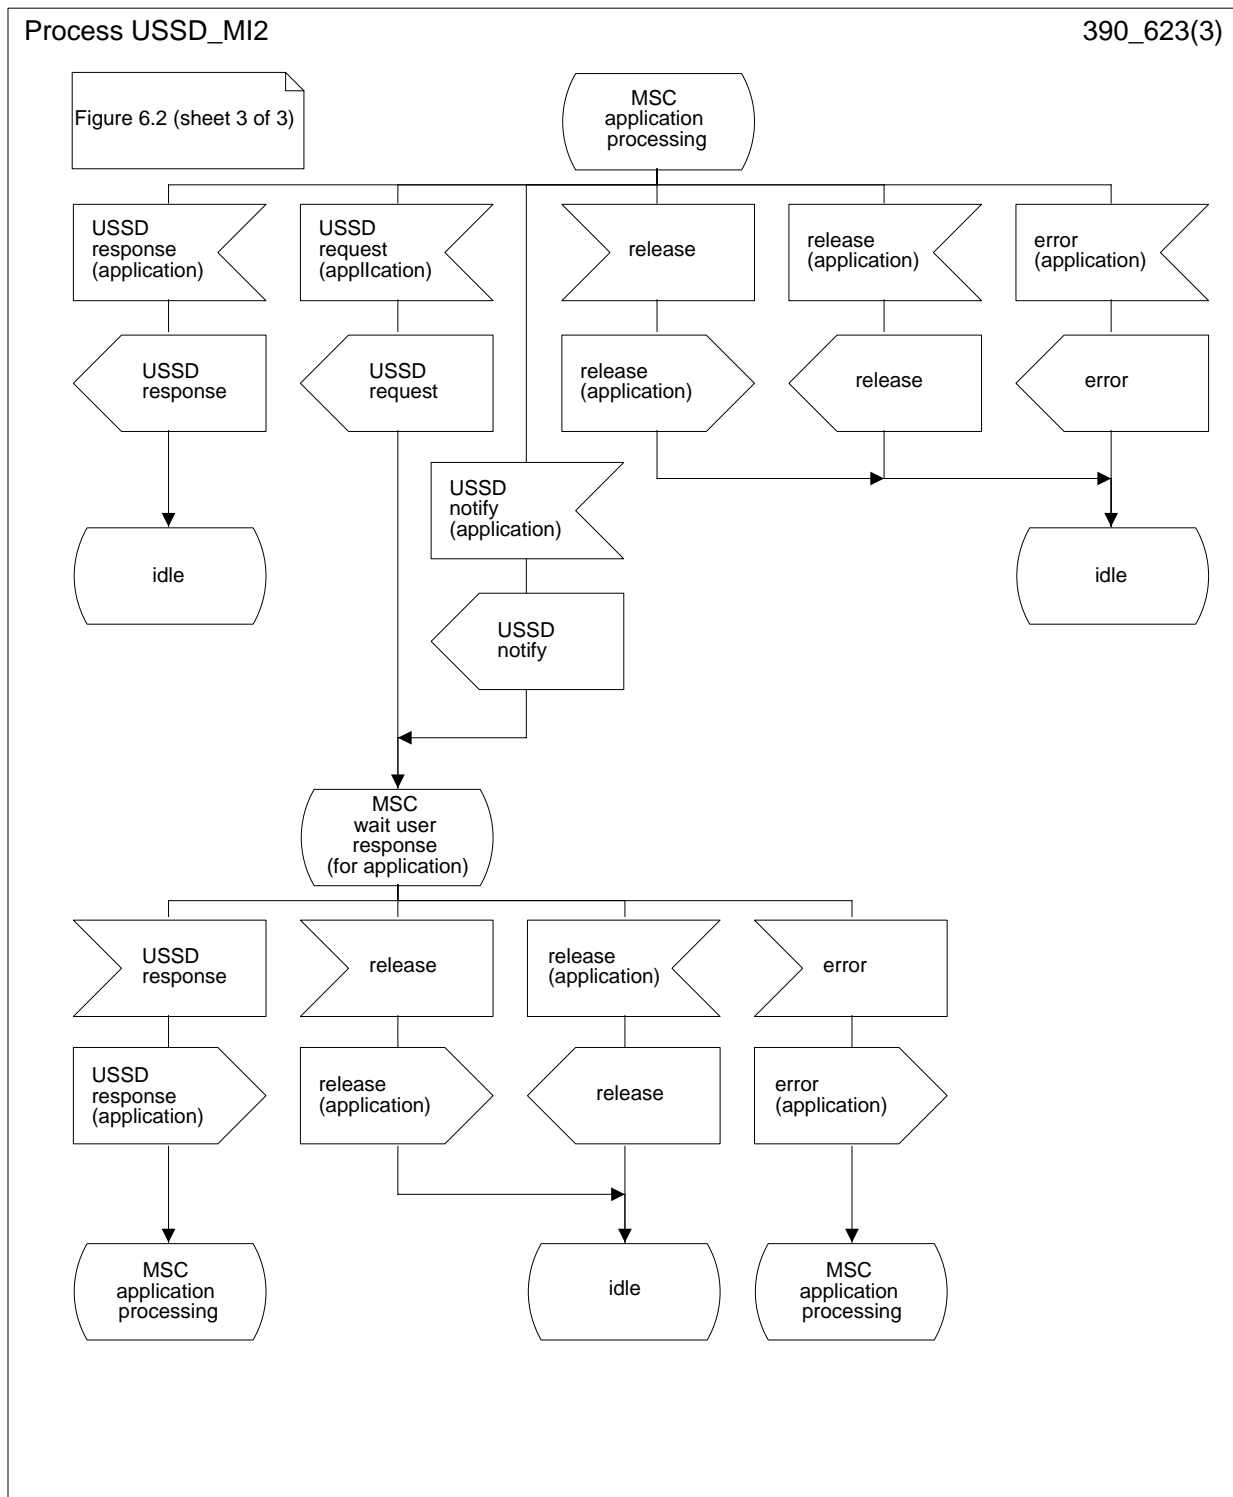 Process USSD_MI2
390_623(3)
Figure 6.2 (sheet 3 of 3)
MSC
application
processing
USSD
response
(application)
USSD
request
(applIcation)
release
release
(application)
error
(application)
USSD
response
USSD
request
release
(application)
release
error
USSD
notify
(application)
idle
idle
USSD
notify
MSC
wait user
response
(for application)
USSD
response
release
release
(application)
error
USSD
response
(application)
release
(application)
release
error
(application)
MSC
application
processing
idle
MSC
application
processing